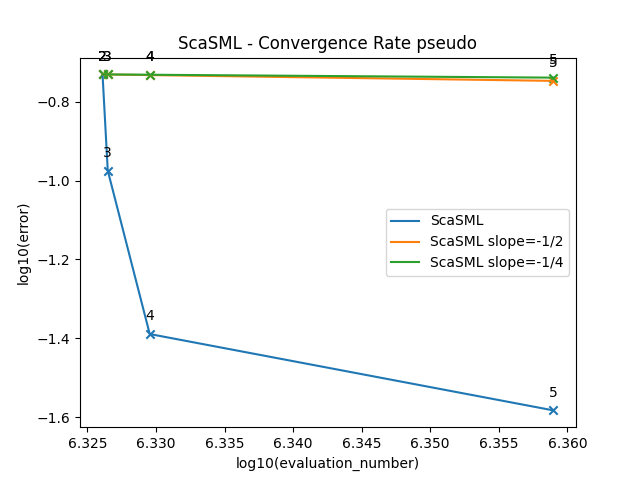 ScaSML - Convergence Rate pseudo
2 3 4 5
5
−0.8
3
−1.0
−1.2
4
−1.4
5
−1.6
ScaSML
ScaSML slope=-1/2
ScaSML slope=-1/4
6.325 6.330 6.335 6.340 6.345 6.350 6.355 6.360
log10(evaluation_number)
log10(error)